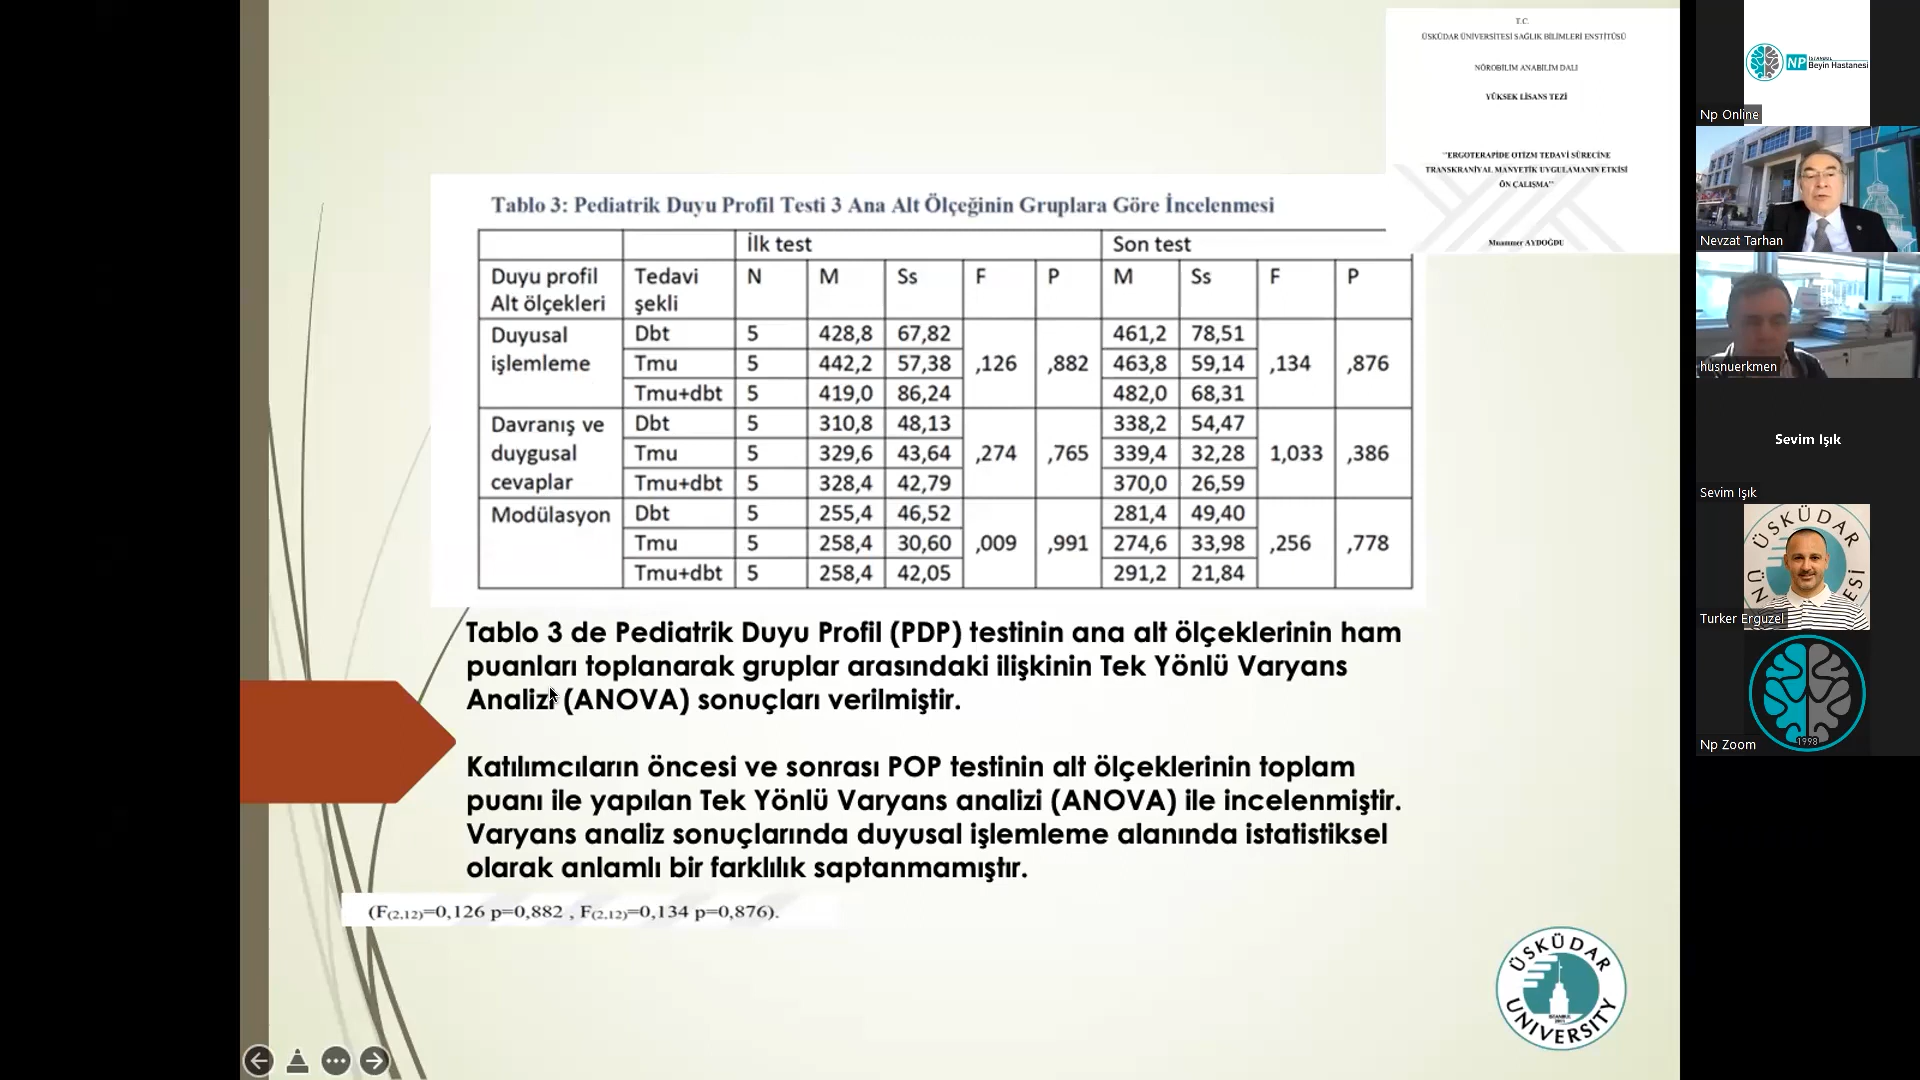 T.C.
ÜSKÜDAR ÜNİVERSİTESİ SAĞLIK BİLİMLERİ ENSTİTÜSÜ
NÖROBİLİM ANABİLİM DALI
YÜKSEK LİSANS TEZİ
"ERGOTERAPİDE OTİZM TEDAVİ SÜRECİNE
TRANSKRANİYAL MANYETİK UYGULAMANIN ETKİSİ
ÖN ÇALIŞMA"
Muammer AYDOĞDU
Tablo 3: Pediatrik Duyu Profil Testi 3 Ana Alt Ölçeğinin Gruplara Göre İncelenmesi
İlk test Son test
Duyu profil Alt ölçekleri Tedavi şekli N M Ss F P M Ss F P
Duyusal işlemleme Dbt 5 428,8 67,82 ,126 ,882 461,2 78,51 ,134 ,876
Tmu 5 442,2 57,38 463,8 59,14
Tmu+dbt 5 419,0 86,24 482,0 68,31
Davranış ve duygusal cevaplar Dbt 5 310,8 48,13 ,274 ,765 338,2 54,47 1,033 ,386
Tmu 5 329,6 43,64 339,4 32,28
Tmu+dbt 5 328,4 42,79 370,0 26,59
Modülasyon Dbt 5 255,4 46,52 ,009 ,991 281,4 49,40 ,256 ,778
Tmu 5 258,4 30,60 274,6 33,98
Tmu+dbt 5 258,4 42,05 291,2 21,84
Tablo 3 de Pediatrik Duyu Profil (PDP) testinin ana alt ölçeklerinin ham
puanları toplanarak gruplar arasındaki ilişkinin Tek Yönlü Varyans
Analizi (ANOVA) sonuçları verilmiştir.
Katılımcıların öncesi ve sonrası POP testinin alt ölçeklerinin toplam
puanı ile yapılan Tek Yönlü Varyans analizi (ANOVA) ile incelenmiştir.
Varyans analiz sonuçlarında duyusal işlemleme alanında istatistiksel
olarak anlamlı bir farklılık saptanmamıştır.
(F(2,12)=0,126 p=0,882 , F(2,12)=0,134 p=0,876).
ÜSKÜDAR
UNIVERSITY
İSTANBUL
NP İSTANBUL
Beyin Hastanesi
Np Online
Nevzat Tarhan
husnuerkmen
Sevim Işık
Sevim Işık
ÜSKÜDAR
Turker Erguzel
1998
Np Zoom